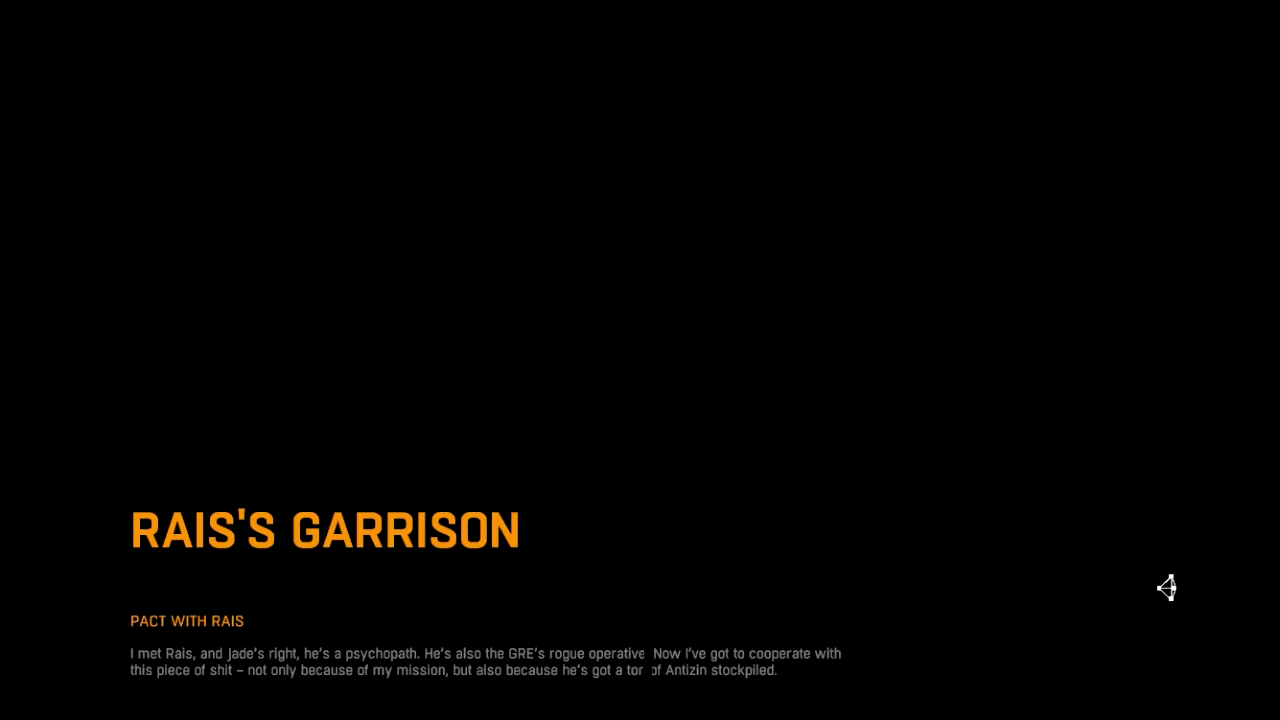 RAIS'S GARRISON
PACT WITH RAIS
I met Rais, and Jade's right, he's a psychopath. He's also the GRE's rogue operative Now I've got to cooperate with
this piece of shit – not only because of my mission, but also because he's got a tor of Antizin stockpiled.